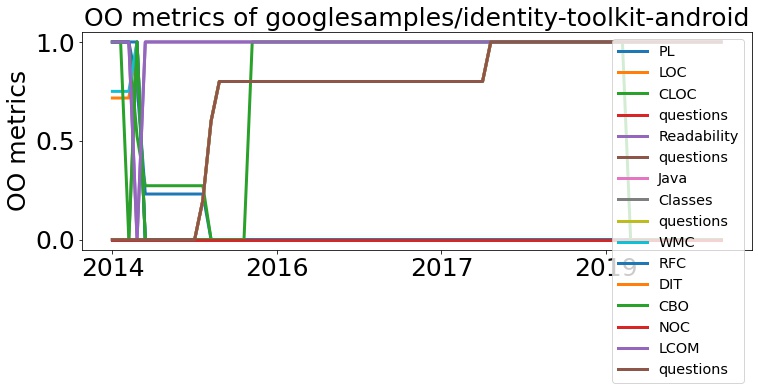 OO metrics of googlesamples/identity-toolkit-android
OO metrics
1.0
0.5
0.0
2014
2016
2017
2019
PL
LOC
CLOC
questions
Readability
questions
Java
Classes
questions
WMC
RFC
DIT
CBO
NOC
LCOM
questions